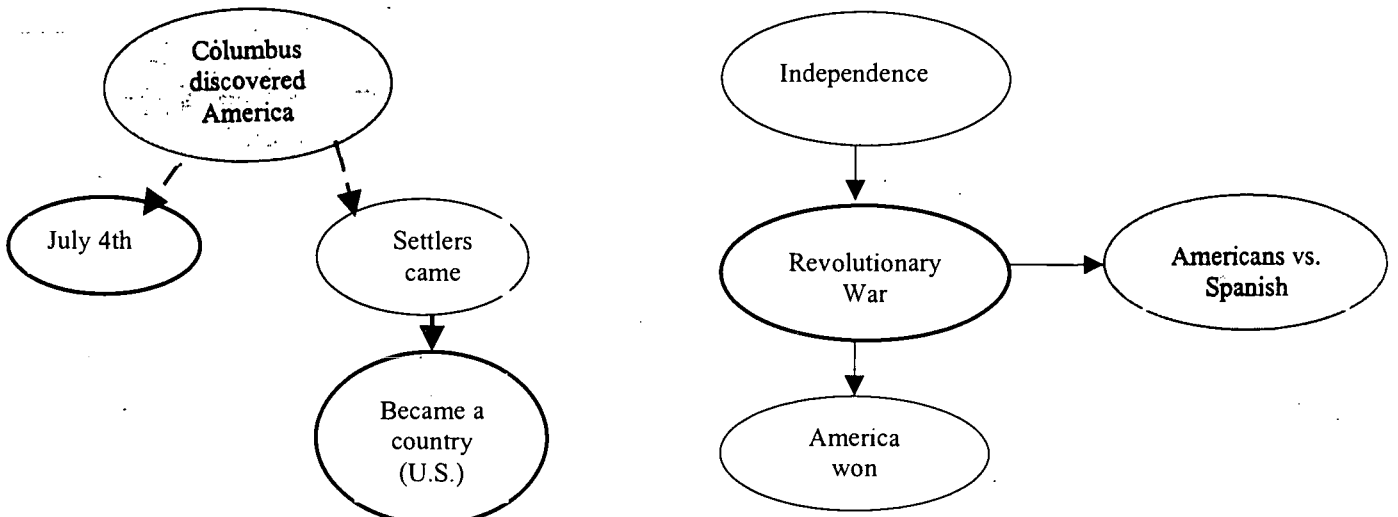 Columbus
discovered
America
July 4th
Settlers
came
Became a
country
(U.S.)
Independence
Revolutionary
War
Americans vs.
Spanish
America
won